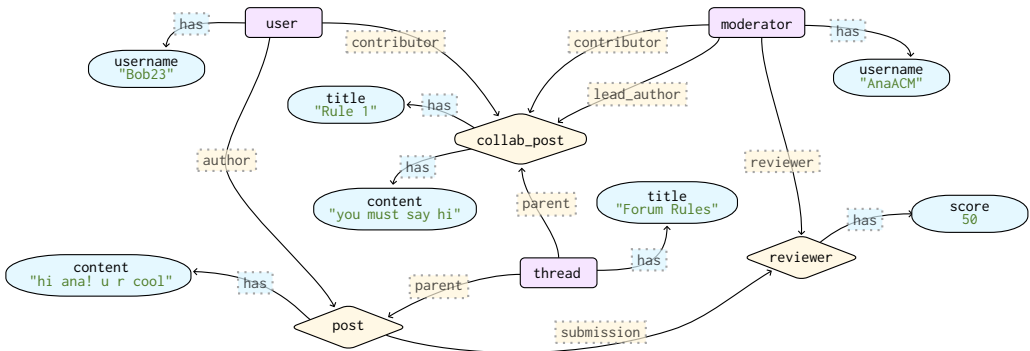 user
moderator
has
contributor
contributor
has
username
"Bob23"
username
"AnaACM"
title
"Rule 1"
has
lead_author
collab_post
author
has
reviewer
content
"you must say hi"
parent
title
"Forum Rules"
has
score
50
content
"hi ana! u r cool"
has
parent
thread
has
reviewer
post
submission